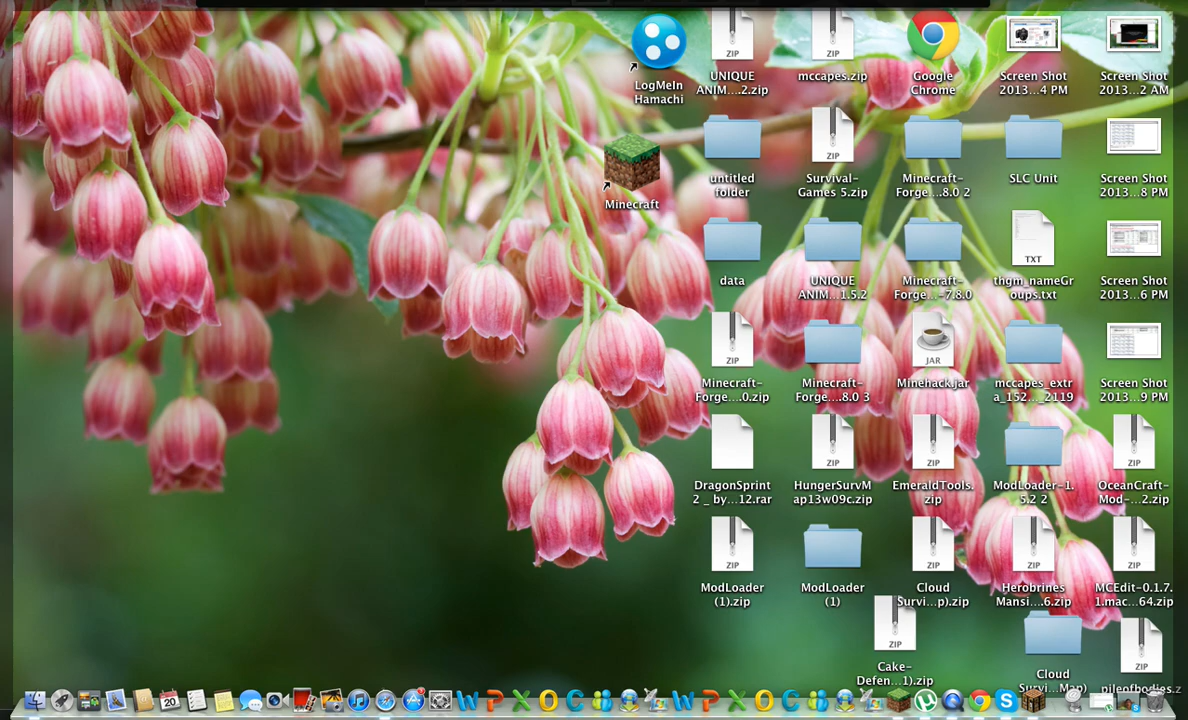 LogMeIn
Hamachi
UNIQUE
ANIM....2.zip
mccapes.zip
Google
Chrome
Screen Shot
2013...4 PM
Screen Shot
2013...2 AM
Minecraft
untitled
folder
Survival-
Games 5.zip
Minecraft-
Forge ...8.0 2
SLC Unit
Screen Shot
2013...8 PM
data
UNIQUE
ANIM...1.5.2
Minecraft-
Forge...-7.8.0
TXT
thgm_nameGr
oups.txt
Screen Shot
2013...6 PM
Minecraft-
Forge....0.zip
Minecraft-
Forge...8.0 3
JAR
Minehack.jar
mccapes_extr
a_152..._2119
Screen Shot
2013...9 PM
DragonSprint
2 _ by...12.rar
HungerSurvM
ap13w09c.zip
EmeraldTools.
zip
ModLoader-1.
5.2 2
OceanCraft-
Mod-...2.zip
ModLoader
(1).zip
ModLoader
(1)
Cloud
Survi...p).zip
Herobrines
Mansi...6.zip
MCEdit-0.1.7.
1.mac...64.zip
Cake-
Defen...1).zip
Cloud
Survi...Map)
pileofbodies.z
ZIP
ZIP
ZIP
ZIP
ZIP
ZIP
ZIP
ZIP
ZIP
ZIP
ZIP
ZIP
ZIP
20